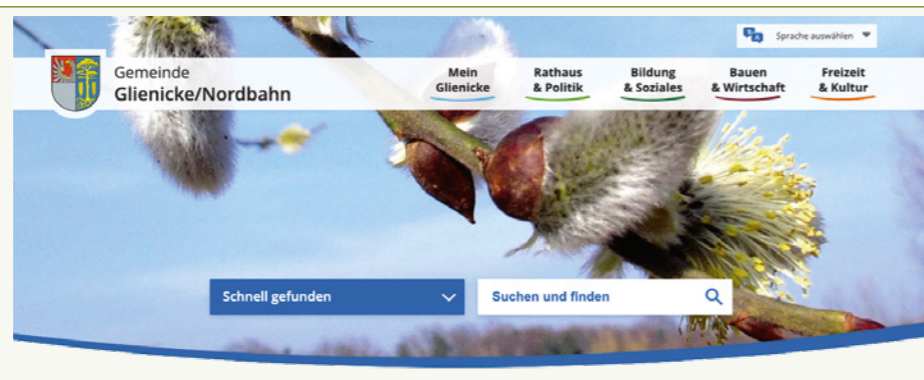 Sprache auswählen
Gemeinde
Glienicke/Nordbahn
Mein
Glienicke
Rathaus
& Politik
Bildung
& Soziales
Bauen
& Wirtschaft
Freizeit
& Kultur
Schnell gefunden
Suchen und finden